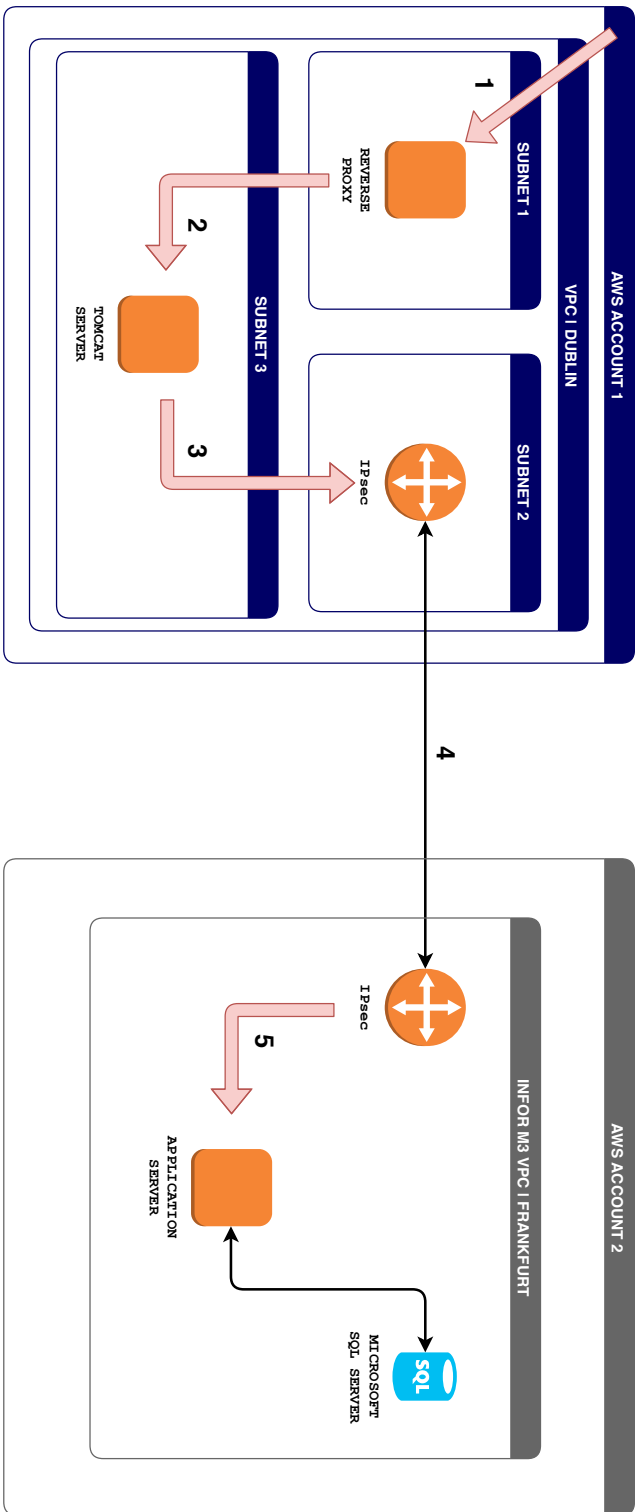 AWS ACCOUNT 1
VPC | DUBLIN
SUBNET 1
1
REVERSE
PROXY
SUBNET 2
IPsec
2
3
SUBNET 3
TOMCAT
SERVER
4
AWS ACCOUNT 2
INFOR M3 VPC | FRANKFURT
IPsec
5
APPLICATION
SERVER
SQL
MICROSOFT
SQL SERVER